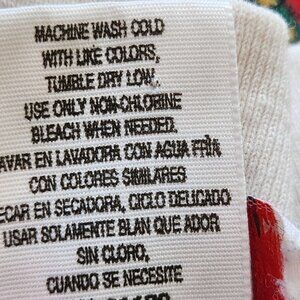 MACHINE WASH COLD
WITH LIKE COLORS,
TUMBLE DRY LOW.
USE ONLY NON-CHLORINE
BLEACH WHEN NEEDED.
AVAR EN LAVADORA CON AGUA FRÍA
CON COLORES SIMILARES
ECAR EN SECADORA, CICLO DELICADO
USAR SOLAMENTE BLAN QUE ADOR
SIN CLORO,
CUANDO SE NECESITE